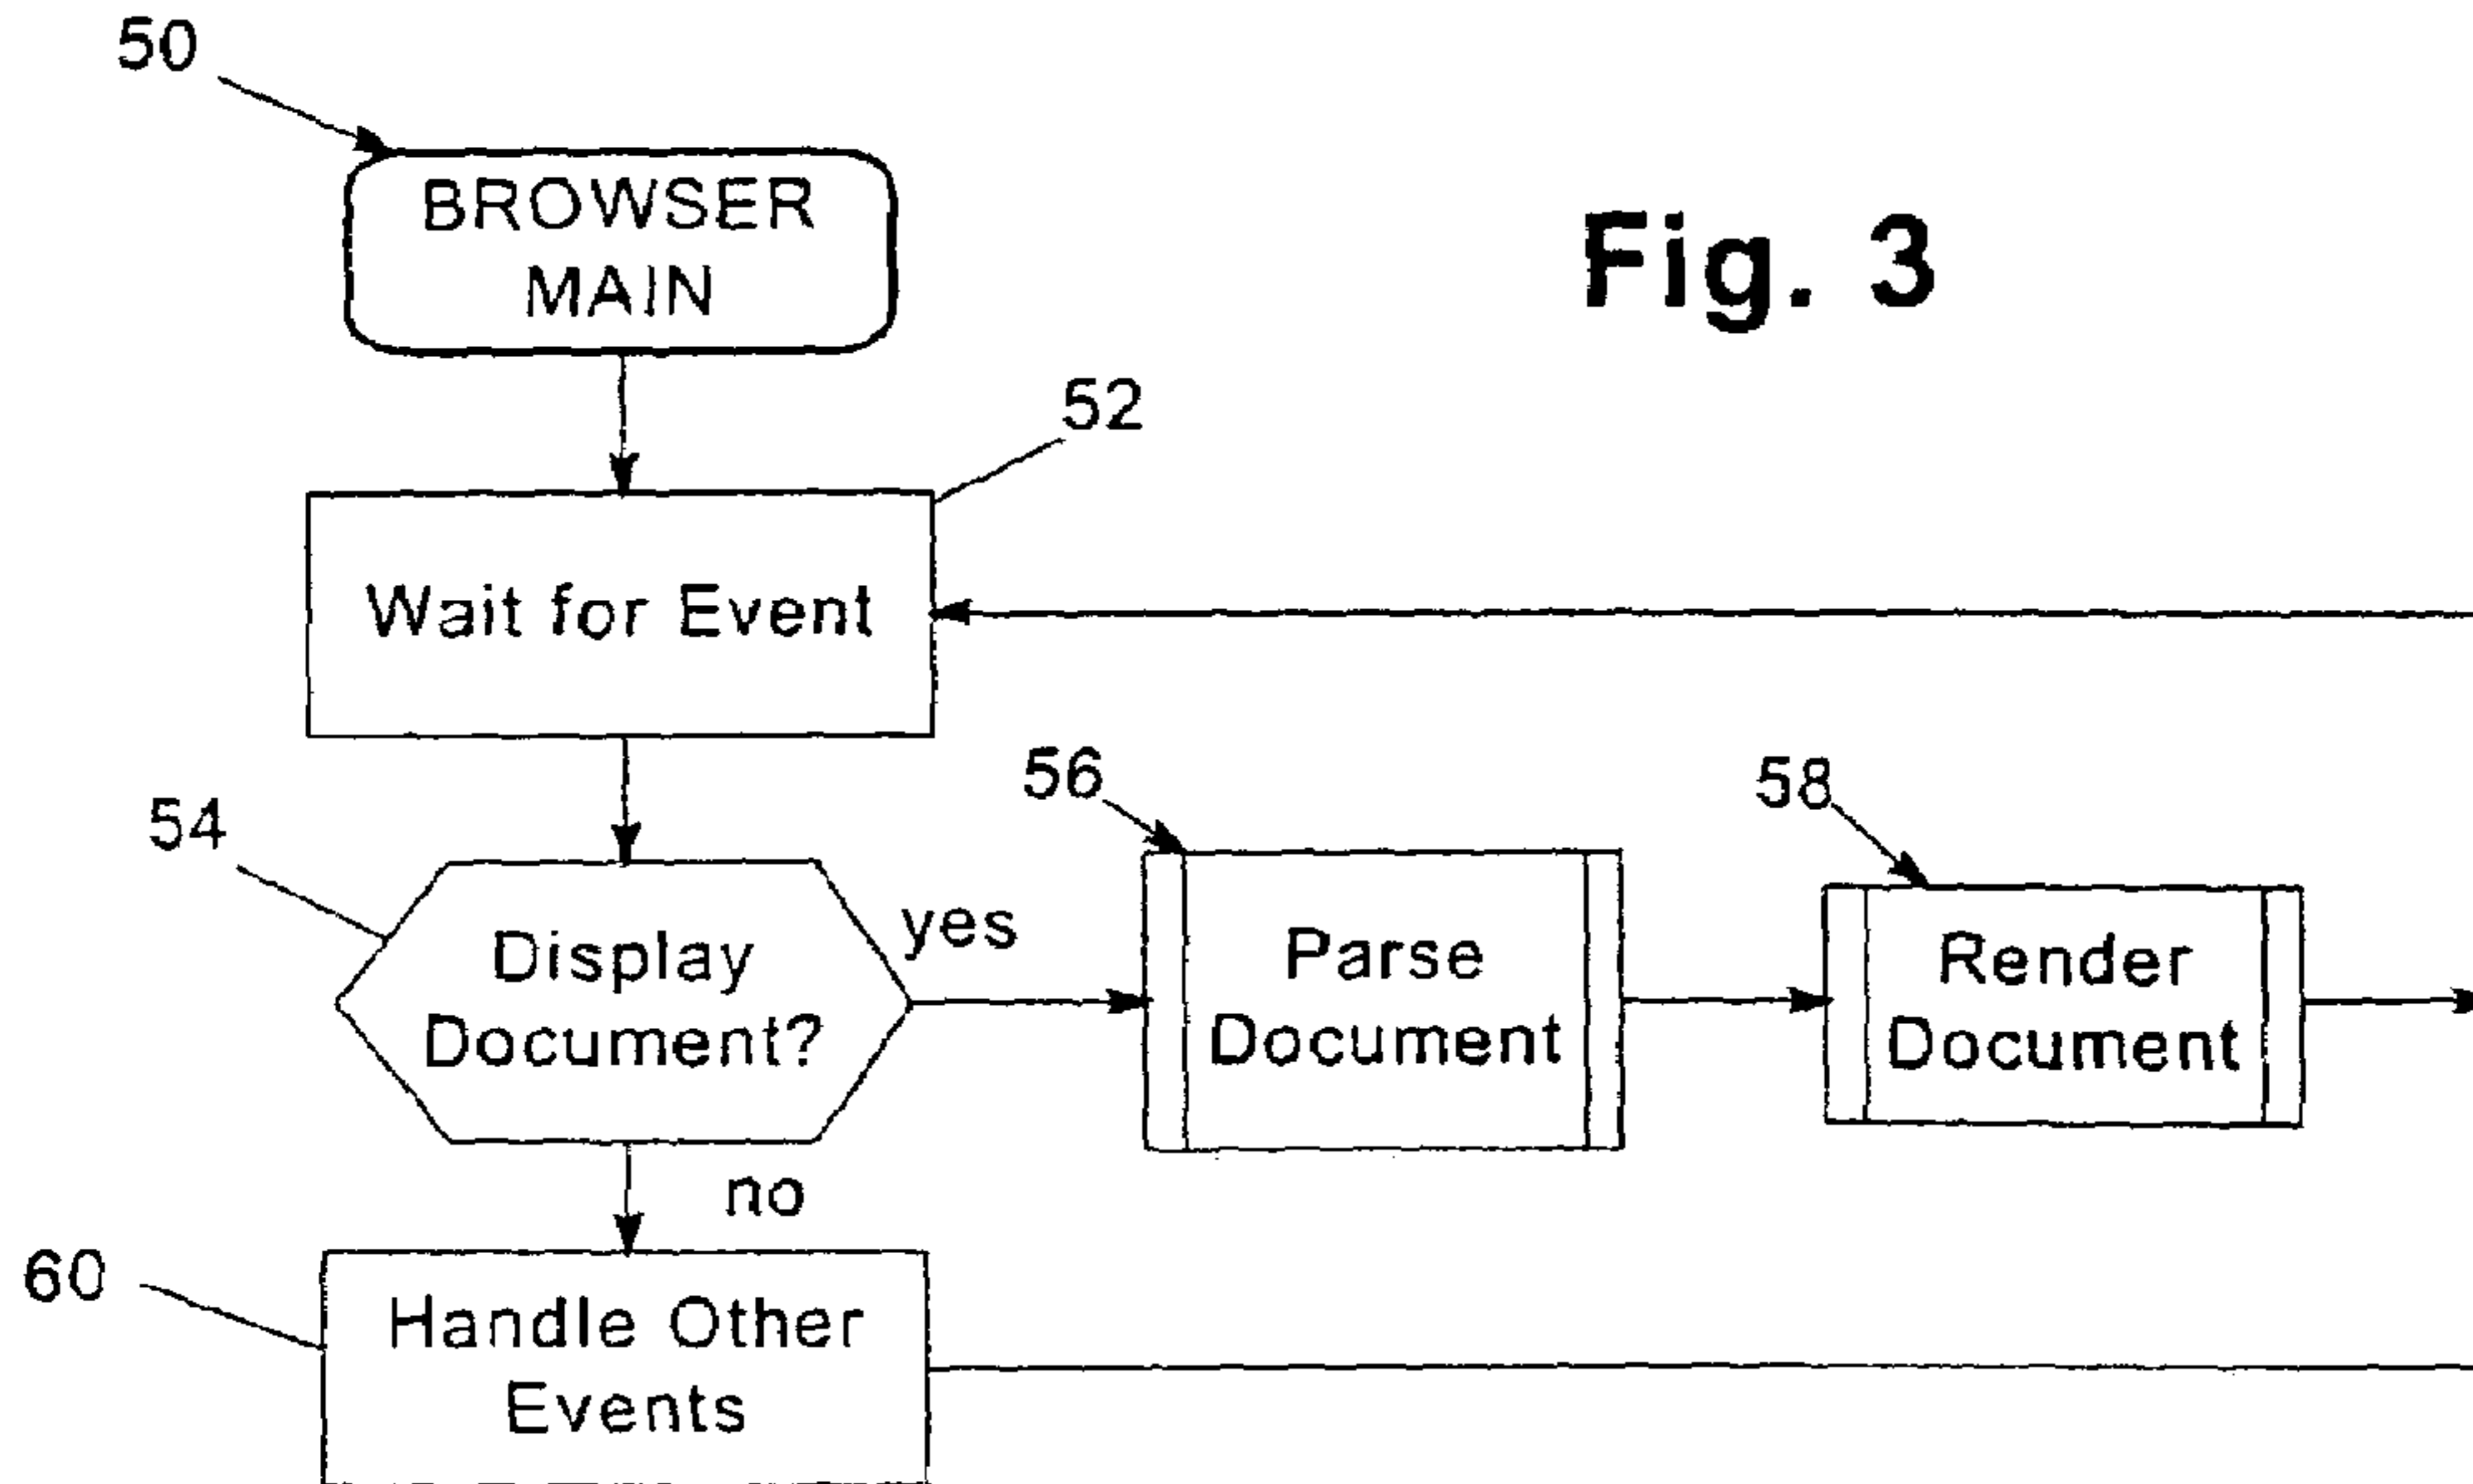 50
BROWSER
MAIN
Fig. 3
52
Wait for Event
54
56
58
Display
Document?
yes
Parse
Document
Render
Document
no
60
Handle Other
Events